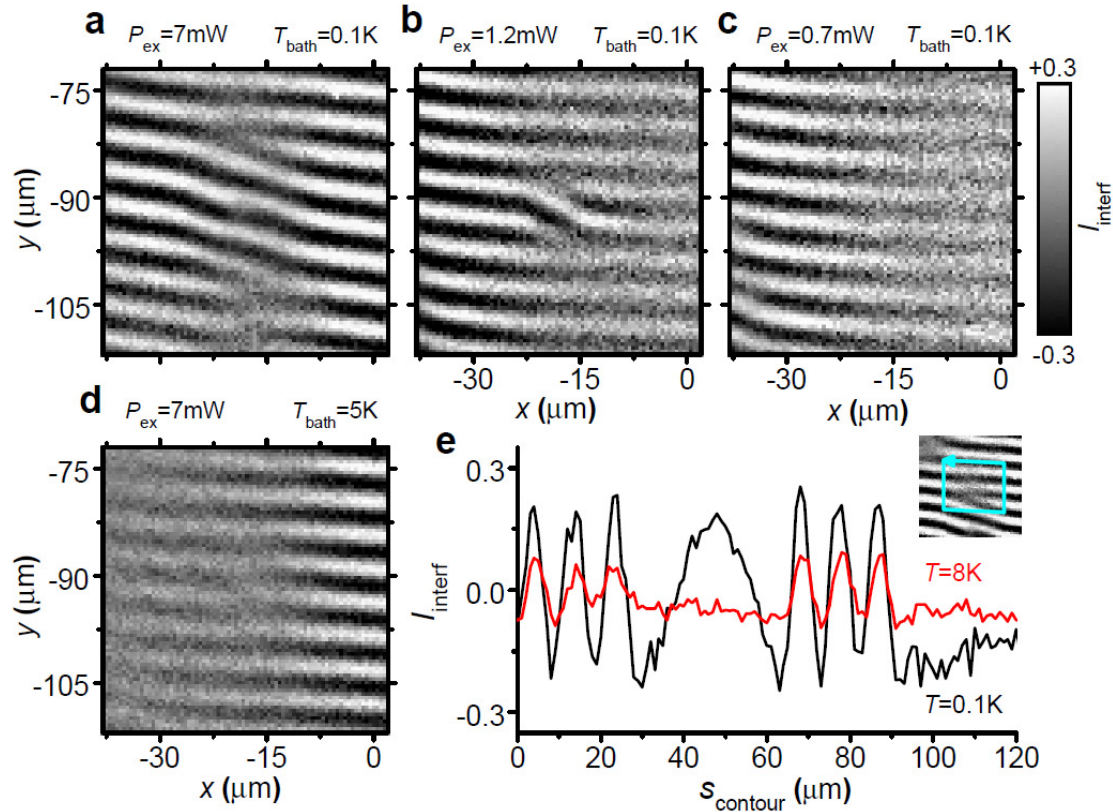 a P_ex=7mW T_bath=0.1K
b P_ex=1.2mW T_bath=0.1K
c P_ex=0.7mW T_bath=0.1K
-75
-90
-105
y (μm)
-30 -15 0
x (μm)
-30 -15 0
x (μm)
+0.3
I_interf
-0.3
d P_ex=7mW T_bath=5K
-75
-90
-105
y (μm)
-30 -15 0
x (μm)
e
0.3
0.0
-0.3
I_interf
T=8K
T=0.1K
0 20 40 60 80 100 120
s_contour (μm)